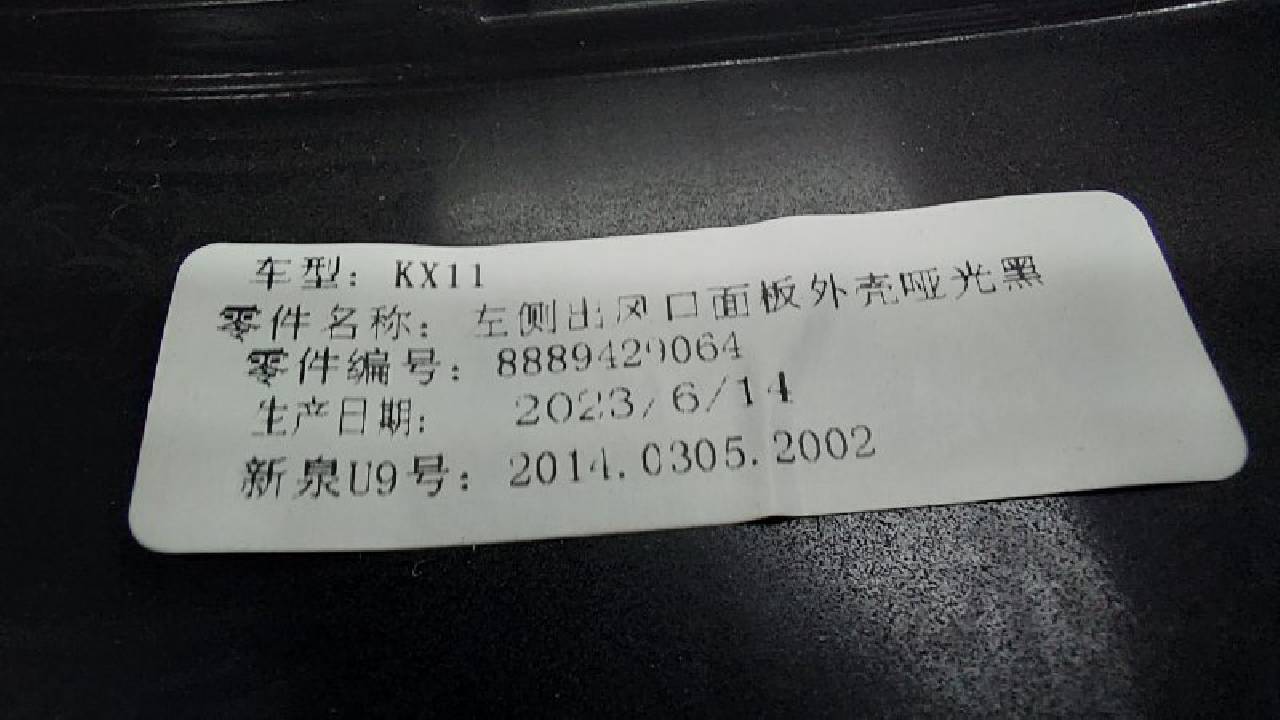 车型：KX11
零件名称：左侧出风口面板外壳哑光黑
零件编号：8889429064
生产日期：2023/6/14
新泉U9号：2014.0305.2002